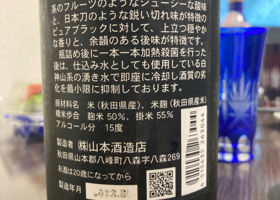 系のフルーツのようなジューシーな酸味
と、日本刀のような鋭い切れ味が特徴の
ピュアブラックに対して、上立つ穏やか
な香りと、余韻のある後味が特徴です。
瓶詰め後に一本一本加熱殺菌を行った
後は、仕込み水としても使用している白
神山系の湧き水で即座に冷却し酒質の劣
化を最小限に抑制しております。
原材料名 米（秋田県産）、米麹（秋田県産米）
精米歩合 麹米 50％、掛米 55％
アルコール分 15度
製造者 ㈱山本酒造店
秋田県山本郡八峰町八森字八森269
お酒は20歳になってから
製造年月
4 515435 263044